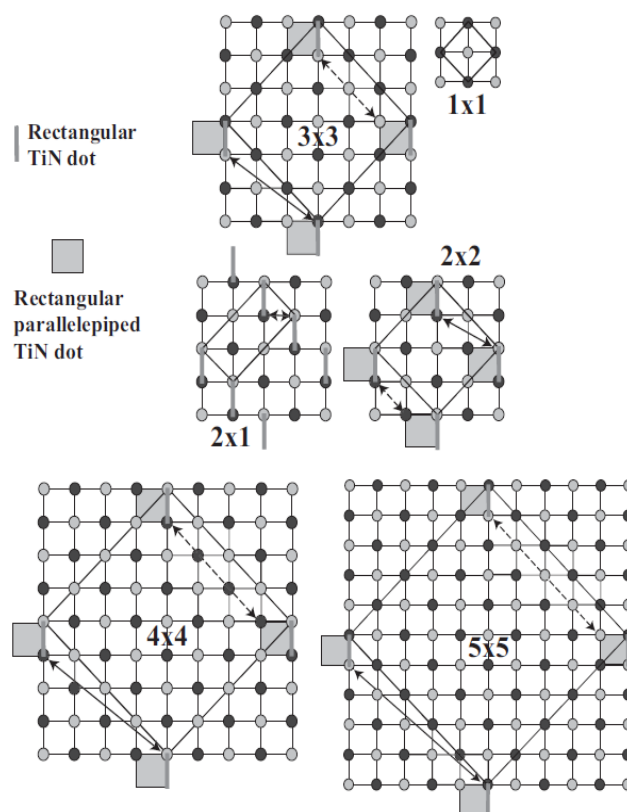 1x1
3x3
Rectangular
TiN dot
Rectangular
parallelepiped
TiN dot
2x2
2x1
4x4
5x5